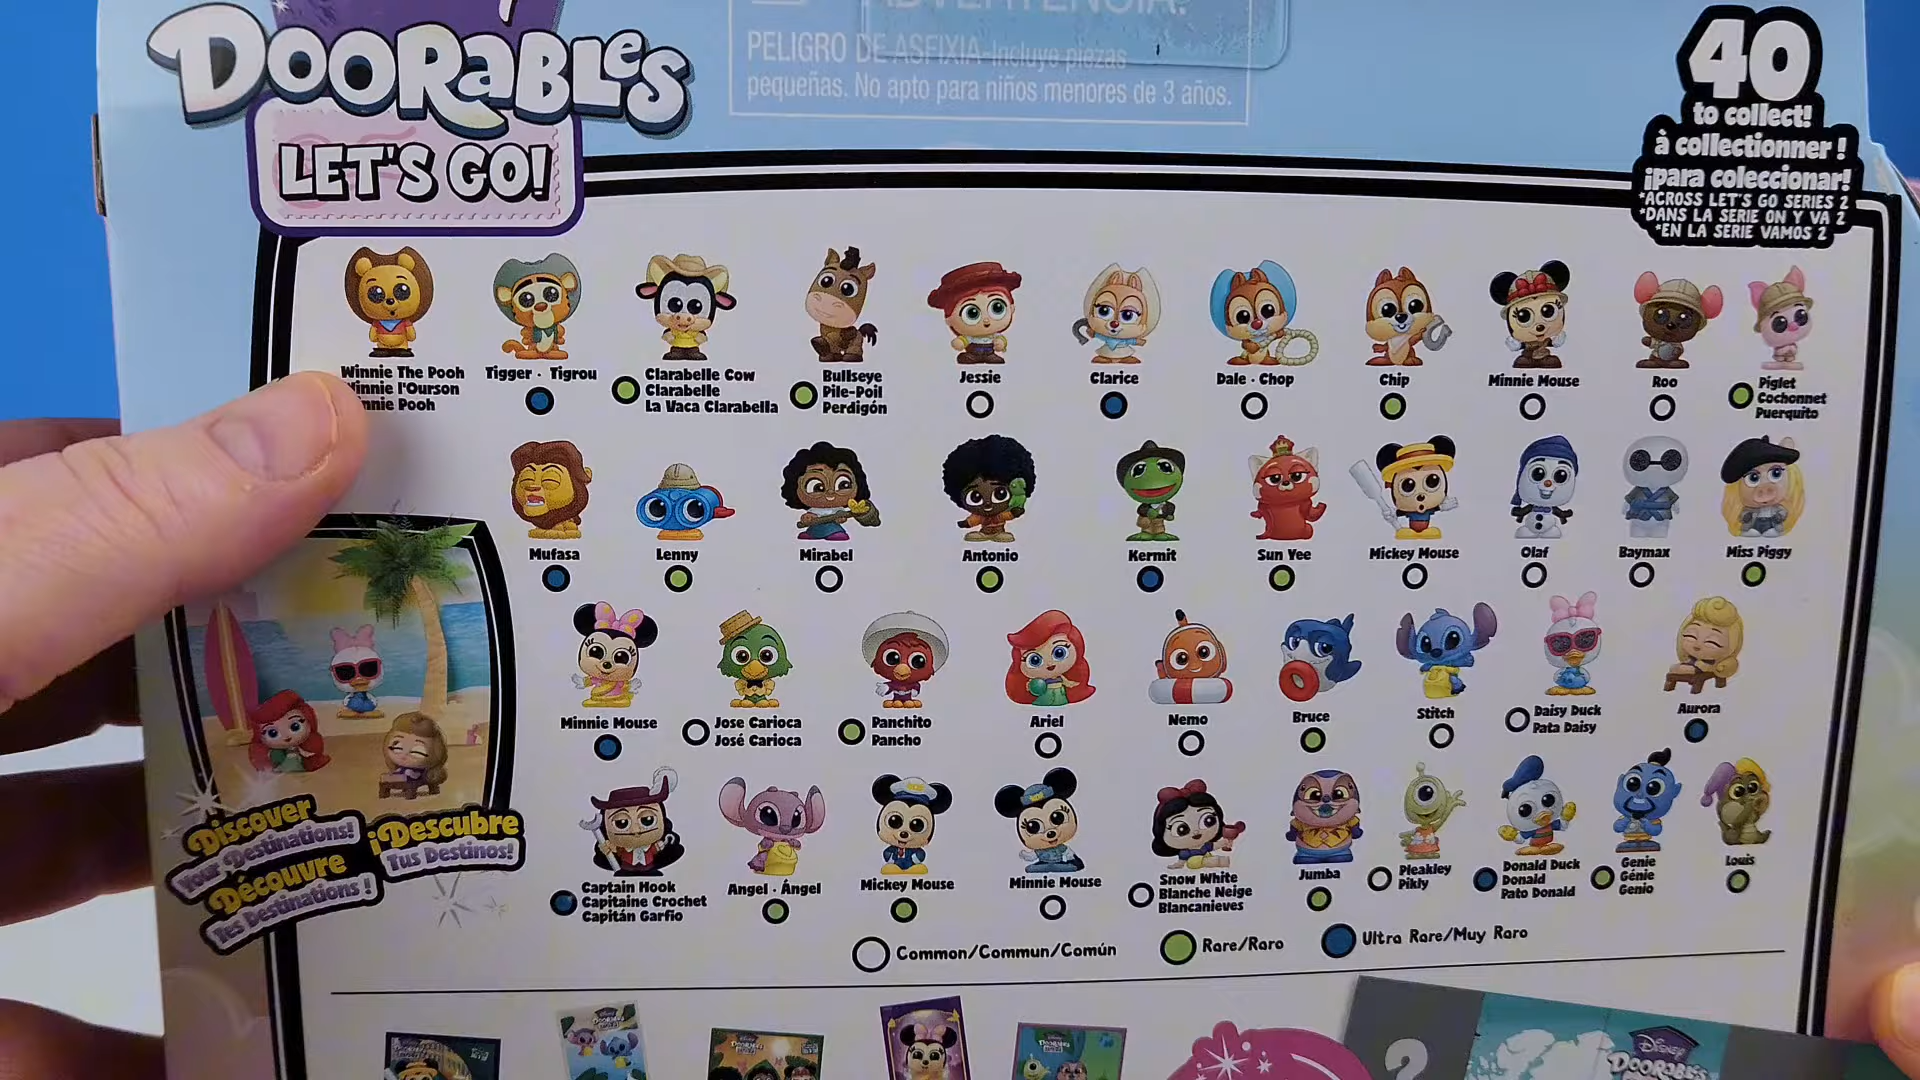 DOORABLES
LET'S GO!
PELIGRO DE ASFIXIA-Incluye piezas
pequeñas. No apto para niños menores de 3 años.
40
to collect!
à collectionner !
¡para coleccionar!
*ACROSS LET'S GO SERIES 2
*DANS LA SERIE ON Y VA 2
*EN LA SERIE VAMOS 2
Winnie The Pooh
Winnie l'Ourson
nnie Pooh
Tigger · Tigrou
Clarabelle Cow
Clarabelle
La Vaca Clarabella
Bullseye
Pile-Poil
Perdigón
Jessie
Clarice
Dale · Chop
Chip
Minnie Mouse
Roo
Piglet
Cochonnet
Puerquito
Mufasa
Lenny
Mirabel
Antonio
Kermit
Sun Yee
Mickey Mouse
Olaf
Baymax
Miss Piggy
Minnie Mouse
Jose Carioca
José Carioca
Panchito
Pancho
Ariel
Nemo
Bruce
Stitch
Daisy Duck
Pata Daisy
Aurora
Captain Hook
Capitaine Crochet
Capitán Garfio
Angel · Ángel
Mickey Mouse
Minnie Mouse
Snow White
Blanche Neige
Blancanieves
Jumba
Pleakley
Pikly
Donald Duck
Donald
Pato Donald
Genie
Génie
Genio
Louis
Discover
Your Destinations!
Découvre
Tes Destinations !
¡Descubre
Tus Destinos!
Common/Commun/Común
Rare/Raro
Ultra Rare/Muy Raro
?
DISNEY
DOORABLES